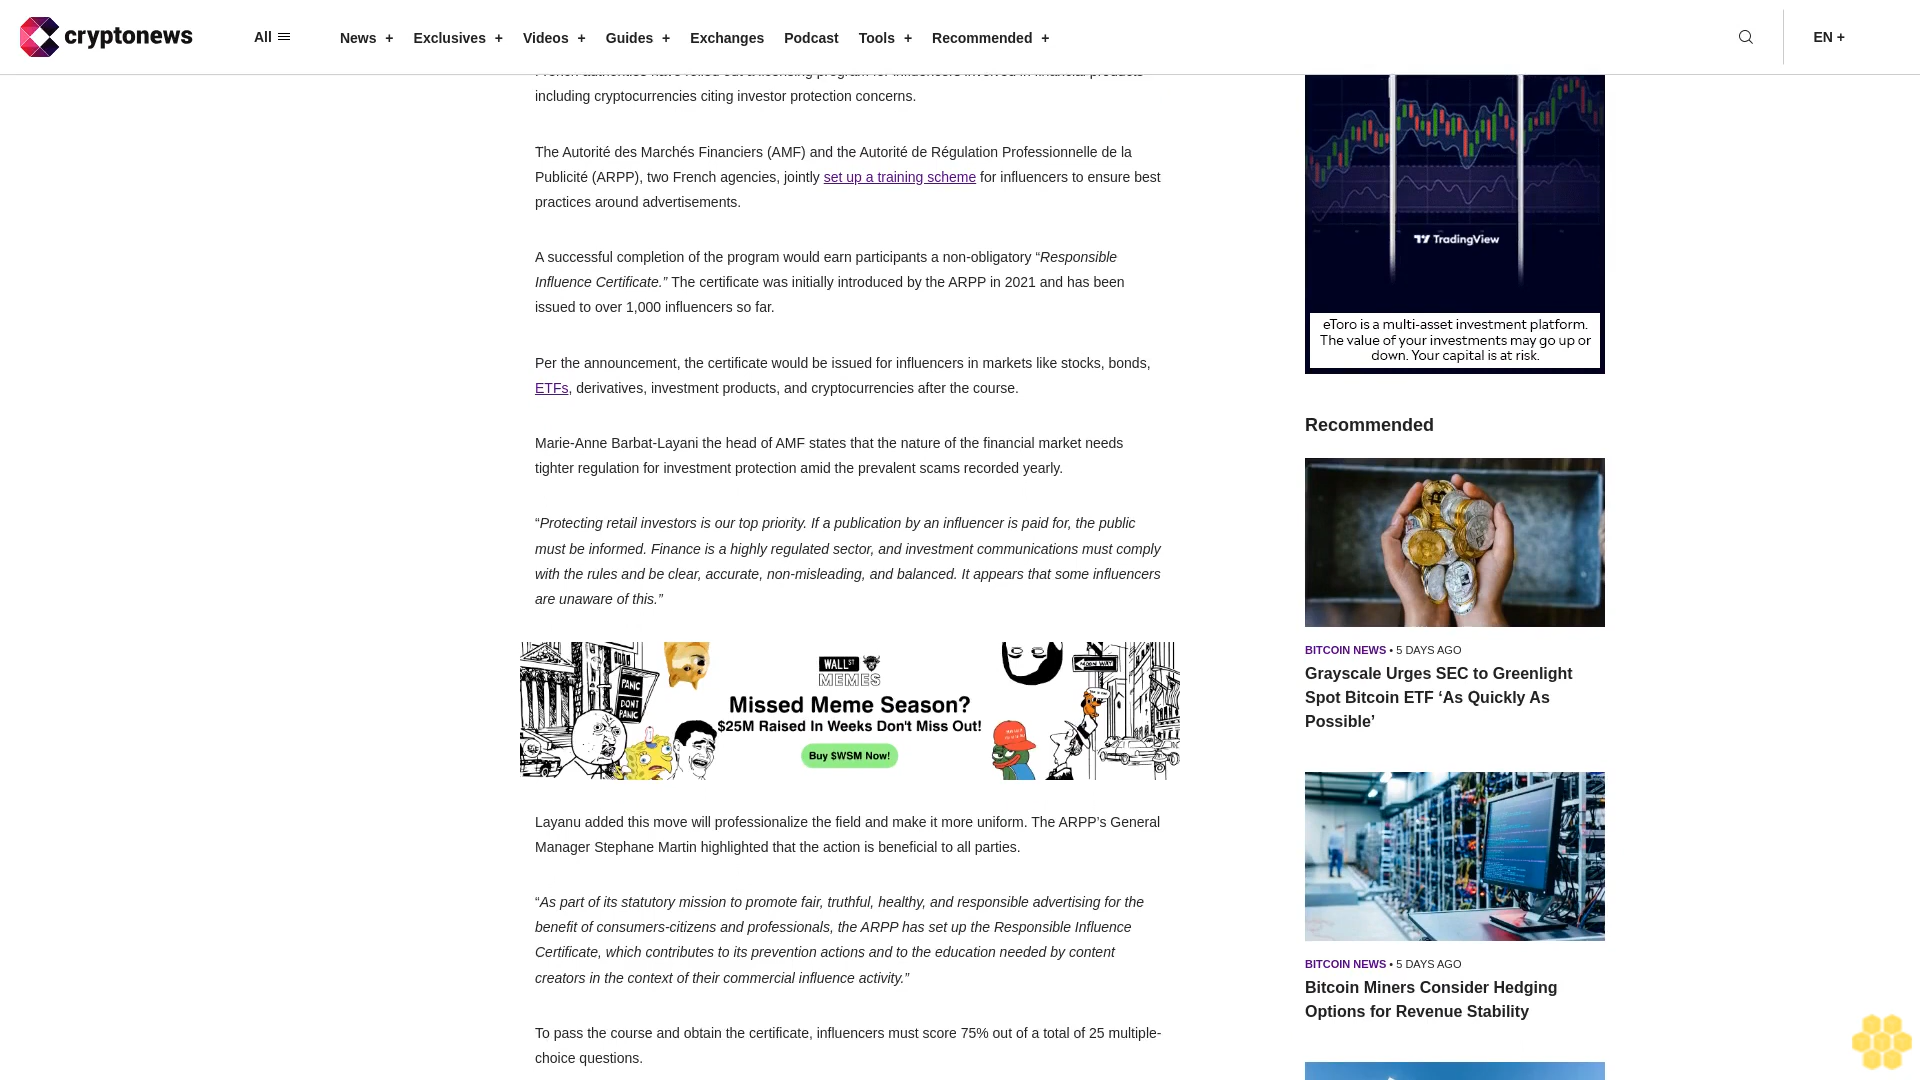 cryptonews
All
News +
Exclusives +
Videos +
Guides +
Exchanges
Podcast
Tools +
Recommended +
EN +
French authorities have rolled out a licensing program for influencers involved in financial products
including cryptocurrencies citing investor protection concerns.
The Autorité des Marchés Financiers (AMF) and the Autorité de Régulation Professionnelle de la
Publicité (ARPP), two French agencies, jointly set up a training scheme for influencers to ensure best
practices around advertisements.
A successful completion of the program would earn participants a non-obligatory “Responsible
Influence Certificate.” The certificate was initially introduced by the ARPP in 2021 and has been
issued to over 1,000 influencers so far.
Per the announcement, the certificate would be issued for influencers in markets like stocks, bonds,
ETFs, derivatives, investment products, and cryptocurrencies after the course.
Marie-Anne Barbat-Layani the head of AMF states that the nature of the financial market needs
tighter regulation for investment protection amid the prevalent scams recorded yearly.
“Protecting retail investors is our top priority. If a publication by an influencer is paid for, the public
must be informed. Finance is a highly regulated sector, and investment communications must comply
with the rules and be clear, accurate, non-misleading, and balanced. It appears that some influencers
are unaware of this.”
PANIC
DONT
PANIC
WALL ST
MEMES
Missed Meme Season?
$25M Raised In Weeks Don't Miss Out!
Buy $WSM Now!
MOON WAY
Layanu added this move will professionalize the field and make it more uniform. The ARPP’s General
Manager Stephane Martin highlighted that the action is beneficial to all parties.
“As part of its statutory mission to promote fair, truthful, healthy, and responsible advertising for the
benefit of consumers-citizens and professionals, the ARPP has set up the Responsible Influence
Certificate, which contributes to its prevention actions and to the education needed by content
creators in the context of their commercial influence activity.”
To pass the course and obtain the certificate, influencers must score 75% out of a total of 25 multiple-
choice questions.
TradingView
eToro is a multi-asset investment platform.
The value of your investments may go up or
down. Your capital is at risk.
Recommended
BITCOIN NEWS • 5 DAYS AGO
Grayscale Urges SEC to Greenlight
Spot Bitcoin ETF ‘As Quickly As
Possible’
BITCOIN NEWS • 5 DAYS AGO
Bitcoin Miners Consider Hedging
Options for Revenue Stability